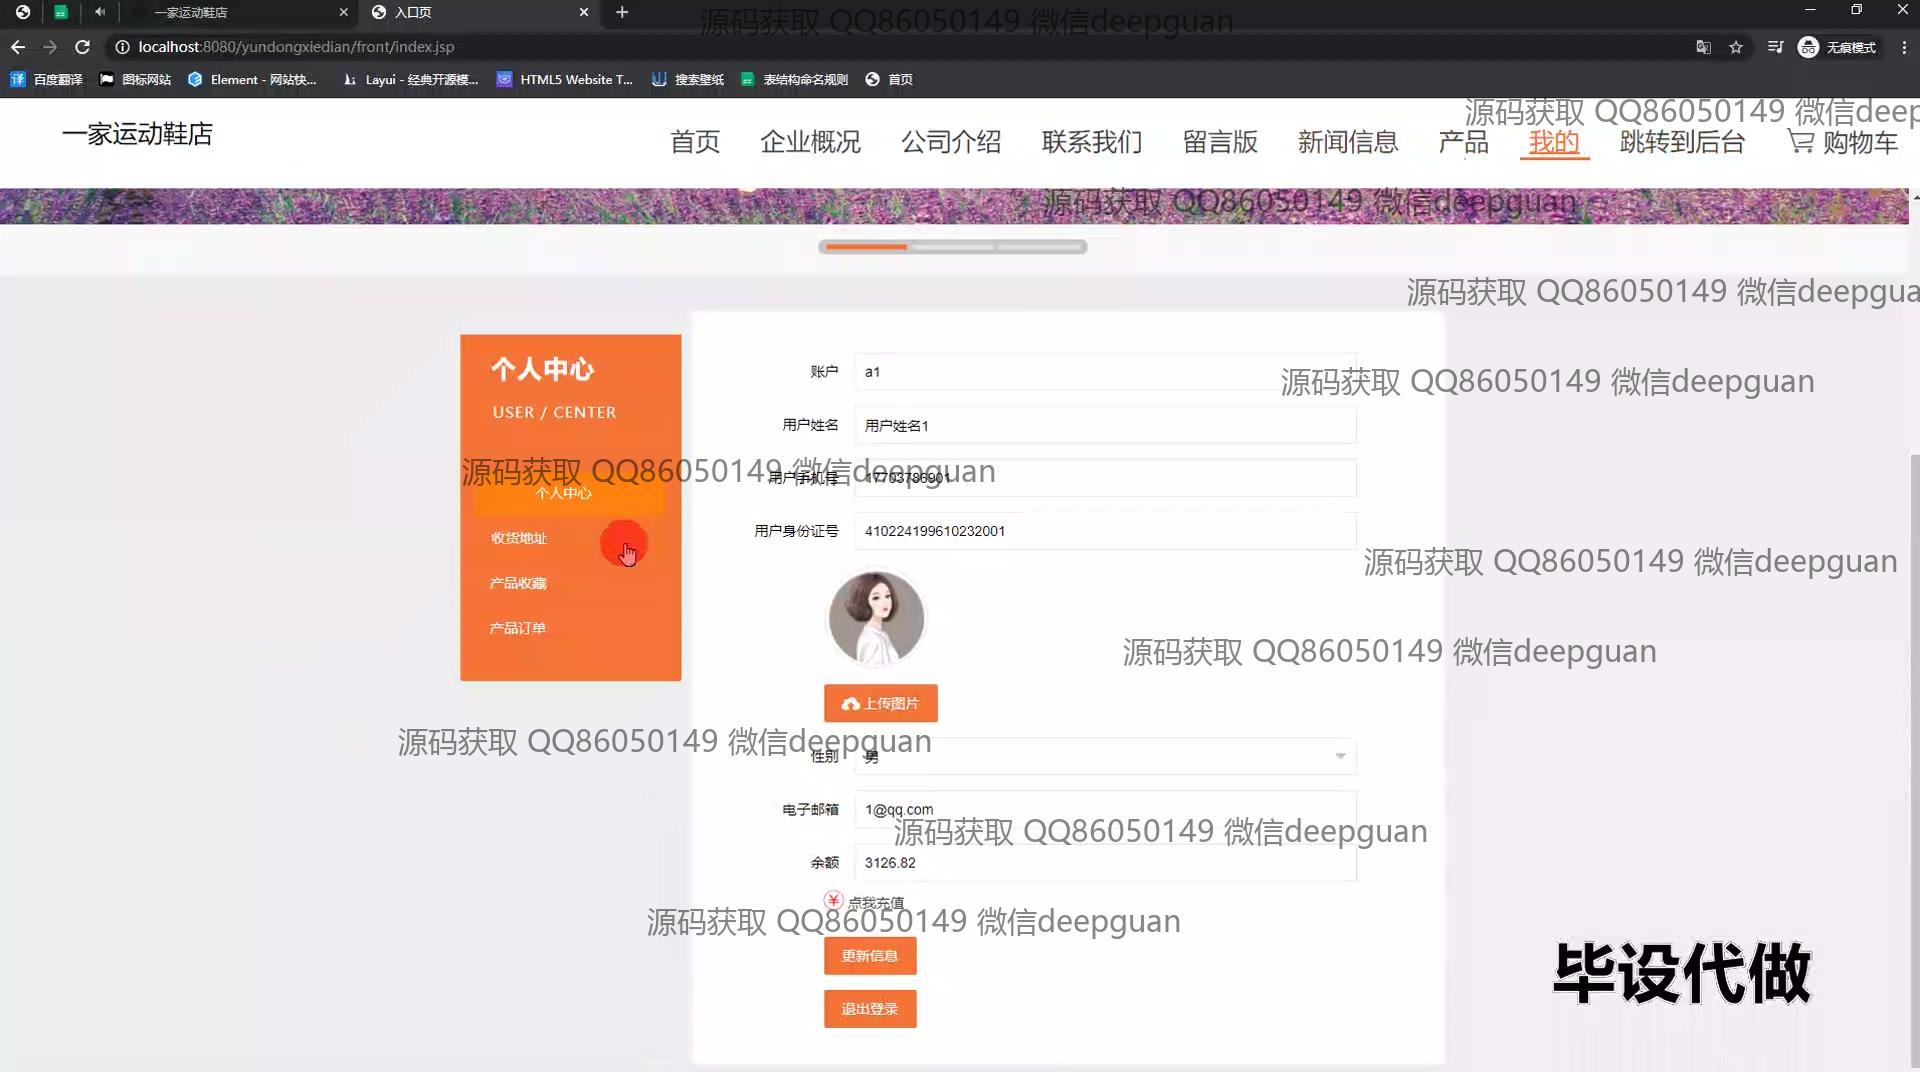 一家运动鞋店
入口页
源码获取 QQ86050149 微信deepguan
localhost:8080/yundongxiedian/front/index.jsp
无痕模式
百度翻译
图标网站
Element - 网站快...
Layui - 经典开源模...
HTML5 Website T...
搜索壁纸
表结构命名规则
首页
源码获取 QQ86050149 微信deep
一家运动鞋店
首页
企业概况
公司介绍
联系我们
留言版
新闻信息
产品
我的
跳转到后台
购物车
源码获取 QQ86050149 微信deepguan
源码获取 QQ86050149 微信deepgua
个人中心
USER / CENTER
账户 a1
源码获取 QQ86050149 微信deepguan
用户姓名 用户姓名1
源码获取 QQ86050149 微信deepguan
用户手机号 17703786901
个人中心
收货地址
用户身份证号 410224199610232001
源码获取 QQ86050149 微信deepguan
产品收藏
产品订单
源码获取 QQ86050149 微信deepguan
上传图片
源码获取 QQ86050149 微信deepguan
性别 男
电子邮箱 1@qq.com
源码获取 QQ86050149 微信deepguan
余额 3126.82
点我充值
源码获取 QQ86050149 微信deepguan
更新信息
毕设代做
退出登录